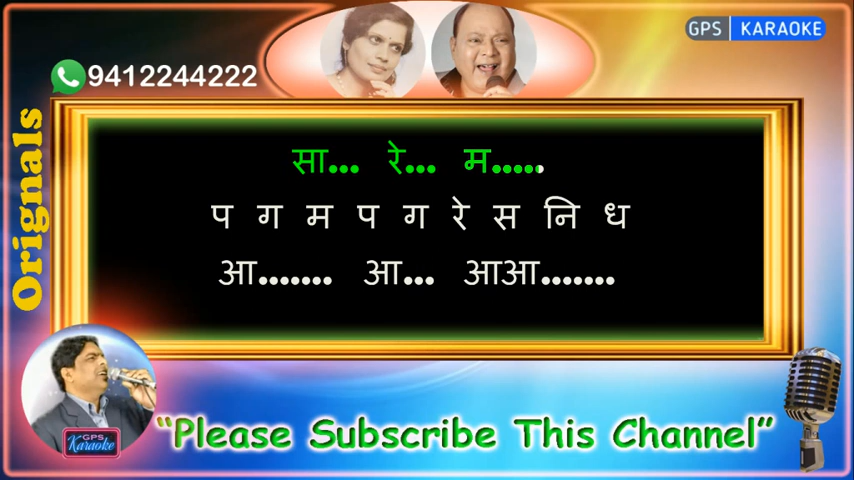 GPS | KARAOKE
9412244222
Orignals
सा... रे... म.....
प ग म प ग रे स नि ध
आ....... आ... आआ.......
GPS
Karaoke
“Please Subscribe This Channel”